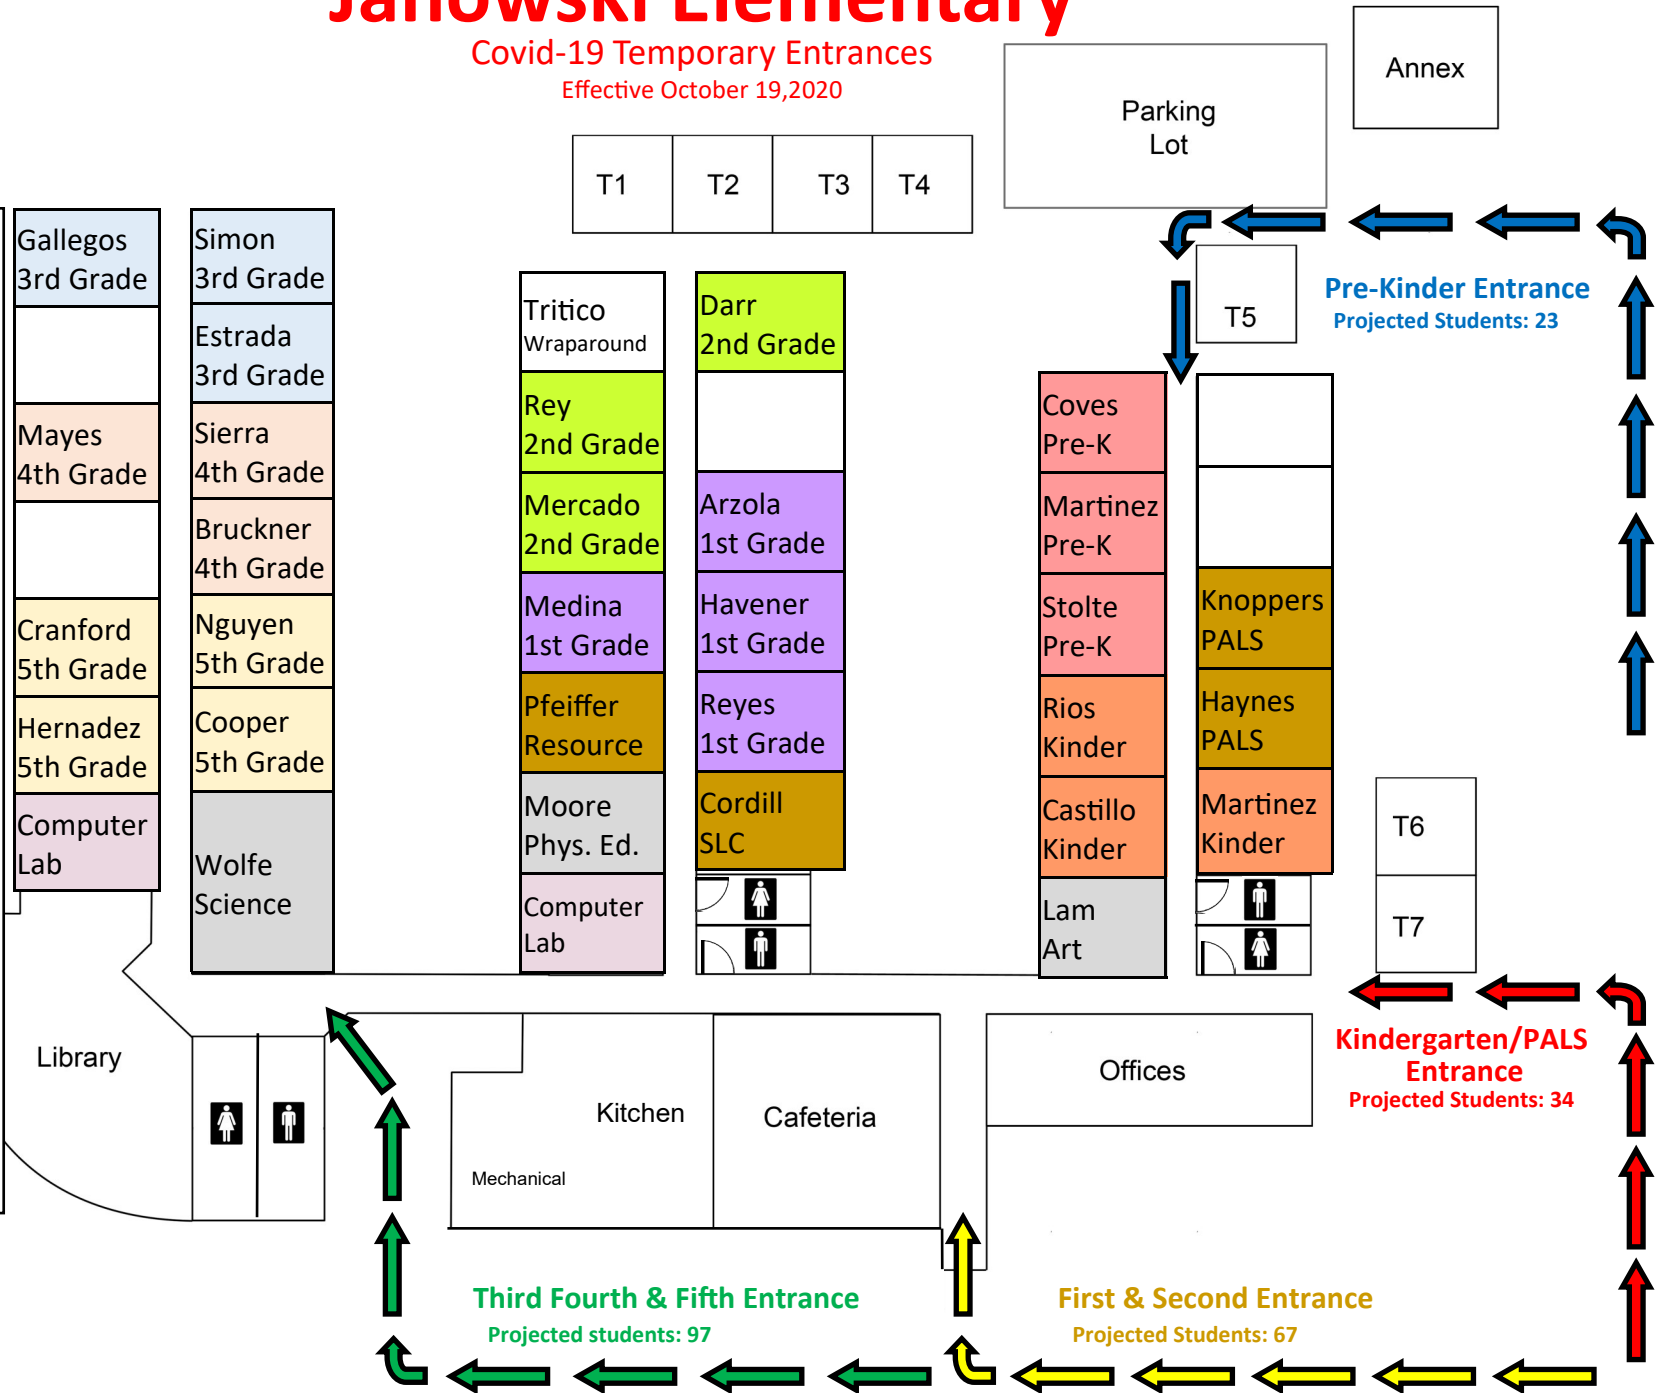 Janowski Elementary
Covid-19 Temporary Entrances
Effective October 19,2020
Annex
Parking
Lot
T1
T2
T3
T4
T5
Pre-Kinder Entrance
Projected Students: 23
Gallegos
3rd Grade
Mayes
4th Grade
Cranford
5th Grade
Hernadez
5th Grade
Computer
Lab
Simon
3rd Grade
Estrada
3rd Grade
Sierra
4th Grade
Bruckner
4th Grade
Nguyen
5th Grade
Cooper
5th Grade
Wolfe
Science
Tritico
Wraparound
Rey
2nd Grade
Mercado
2nd Grade
Medina
1st Grade
Pfeiffer
Resource
Moore
Phys. Ed.
Computer
Lab
Darr
2nd Grade
Arzola
1st Grade
Havener
1st Grade
Reyes
1st Grade
Cordill
SLC
Coves
Pre-K
Martinez
Pre-K
Stolte
Pre-K
Rios
Kinder
Castillo
Kinder
Lam
Art
Knoppers
PALS
Haynes
PALS
Martinez
Kinder
T6
T7
Library
Kitchen
Mechanical
Cafeteria
Offices
Kindergarten/PALS
Entrance
Projected Students: 34
Third Fourth & Fifth Entrance
Projected students: 97
First & Second Entrance
Projected Students: 67